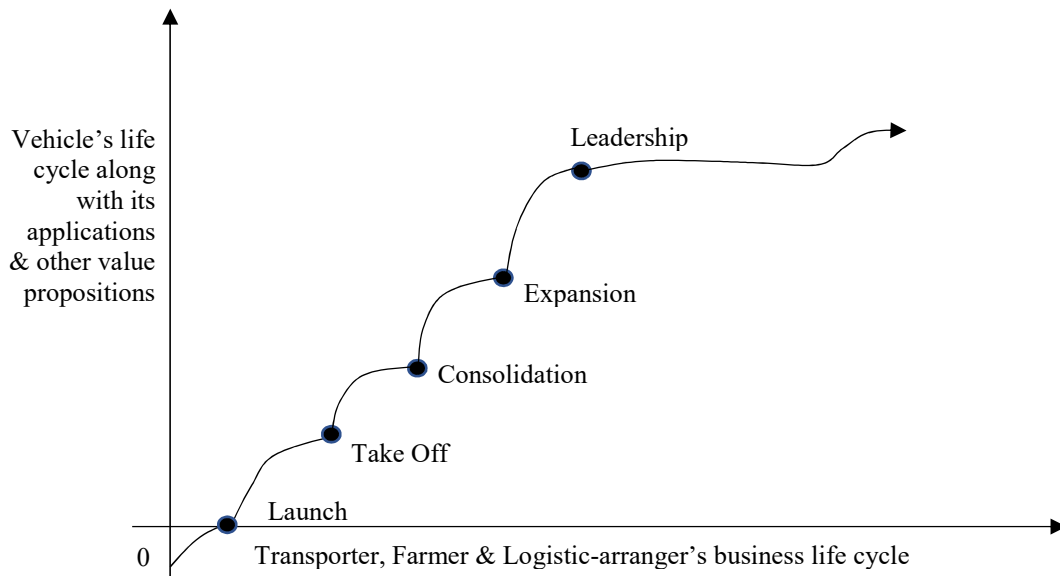 Vehicle’s life
cycle along
with its
applications
& other value
propositions
Leadership
Expansion
Consolidation
Take Off
Launch
0
Transporter, Farmer & Logistic-arranger’s business life cycle